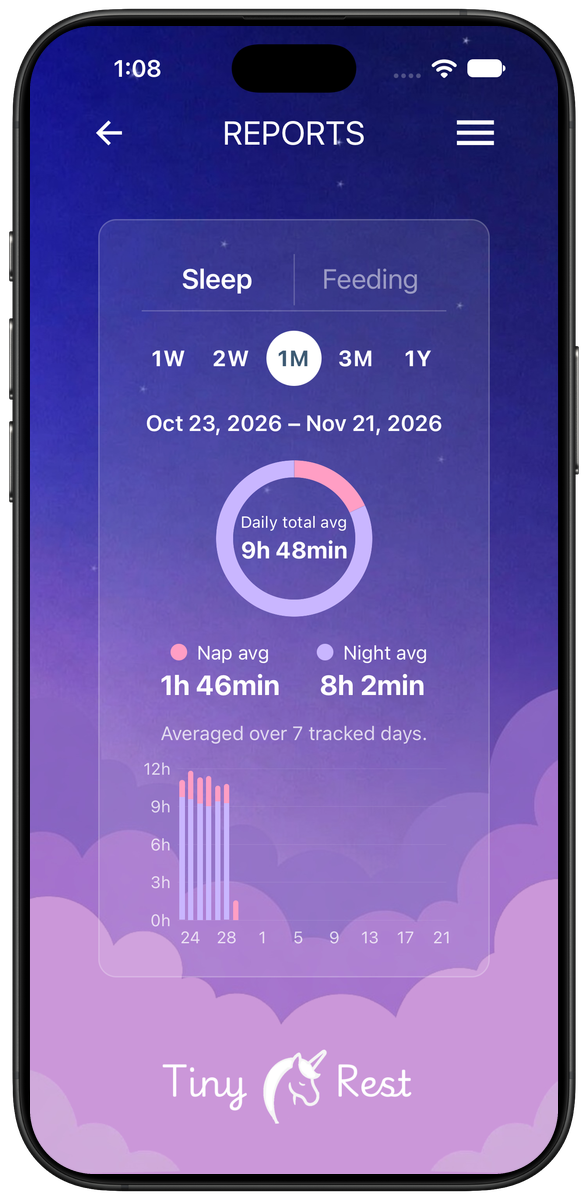 1:08
REPORTS
Sleep Feeding
1W 2W 1M 3M 1Y
Oct 23, 2026 – Nov 21, 2026
Daily total avg
9h 48min
Nap avg Night avg
1h 46min 8h 2min
Averaged over 7 tracked days.
12h
9h
6h
3h
0h
24 28 1 5 9 13 17 21
Tiny Rest